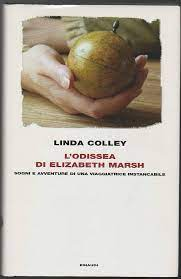 LINDA COLLEY
L'ODISSEA
DI ELIZABETH MARSH
SOGNI E AVVENTURE DI UNA VIAGGIATRICE INSTANCABILE
EINAUDI